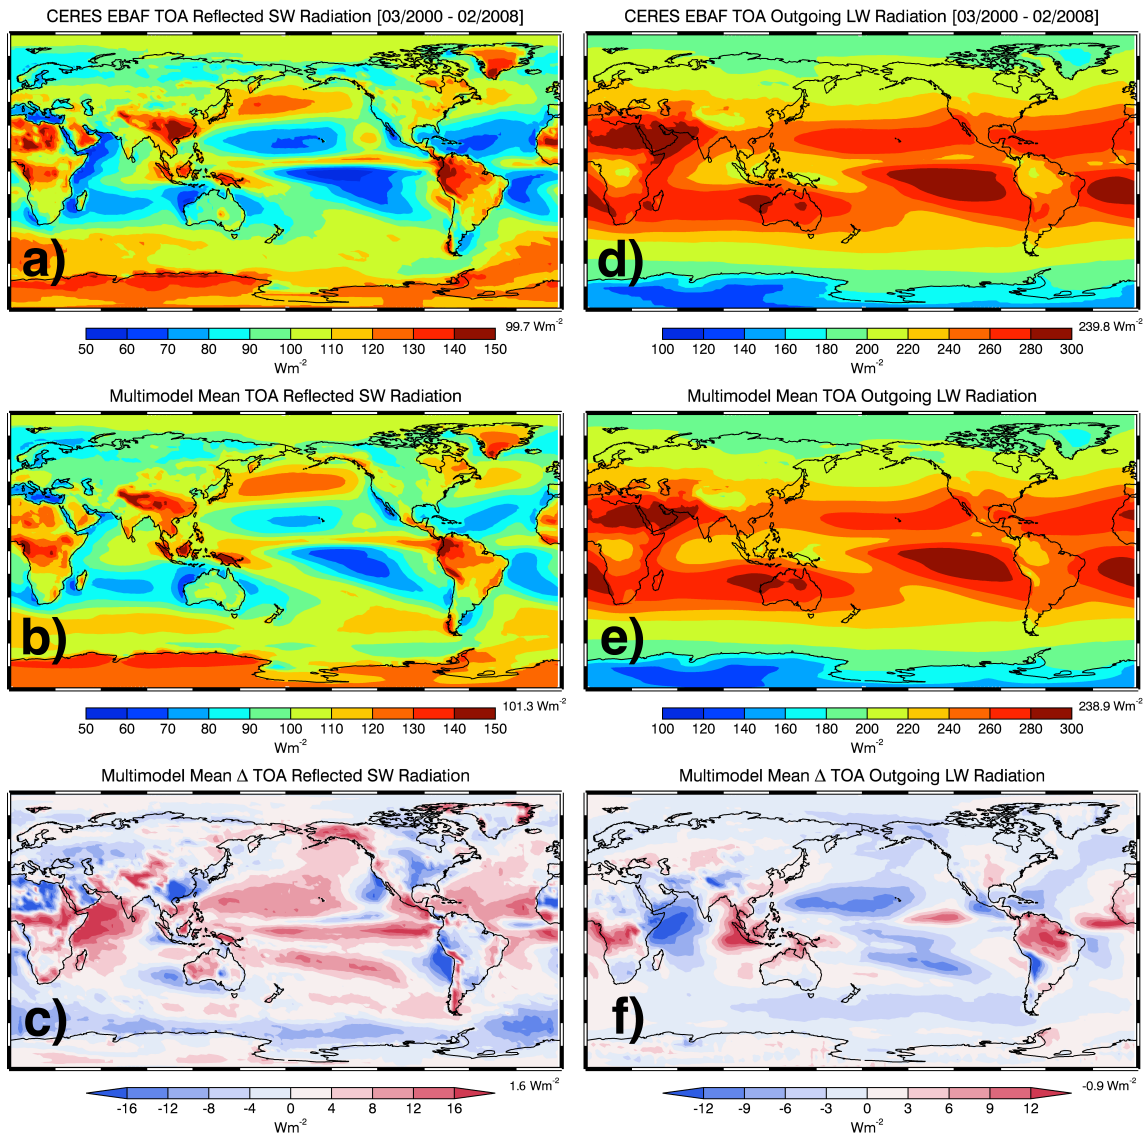 CERES EBAF TOA Reflected SW Radiation [03/2000 - 02/2008]
a)
99.7 Wm-2
50 60 70 80 90 100 110 120 130 140 150
Wm-2
CERES EBAF TOA Outgoing LW Radiation [03/2000 - 02/2008]
d)
239.8 Wm-2
100 120 140 160 180 200 220 240 260 280 300
Wm-2
Multimodel Mean TOA Reflected SW Radiation
b)
101.3 Wm-2
50 60 70 80 90 100 110 120 130 140 150
Wm-2
Multimodel Mean TOA Outgoing LW Radiation
e)
238.9 Wm-2
100 120 140 160 180 200 220 240 260 280 300
Wm-2
Multimodel Mean Δ TOA Reflected SW Radiation
c)
1.6 Wm-2
-16 -12 -8 -4 0 4 8 12 16
Wm-2
Multimodel Mean Δ TOA Outgoing LW Radiation
f)
-0.9 Wm-2
-12 -9 -6 -3 0 3 6 9 12
Wm-2